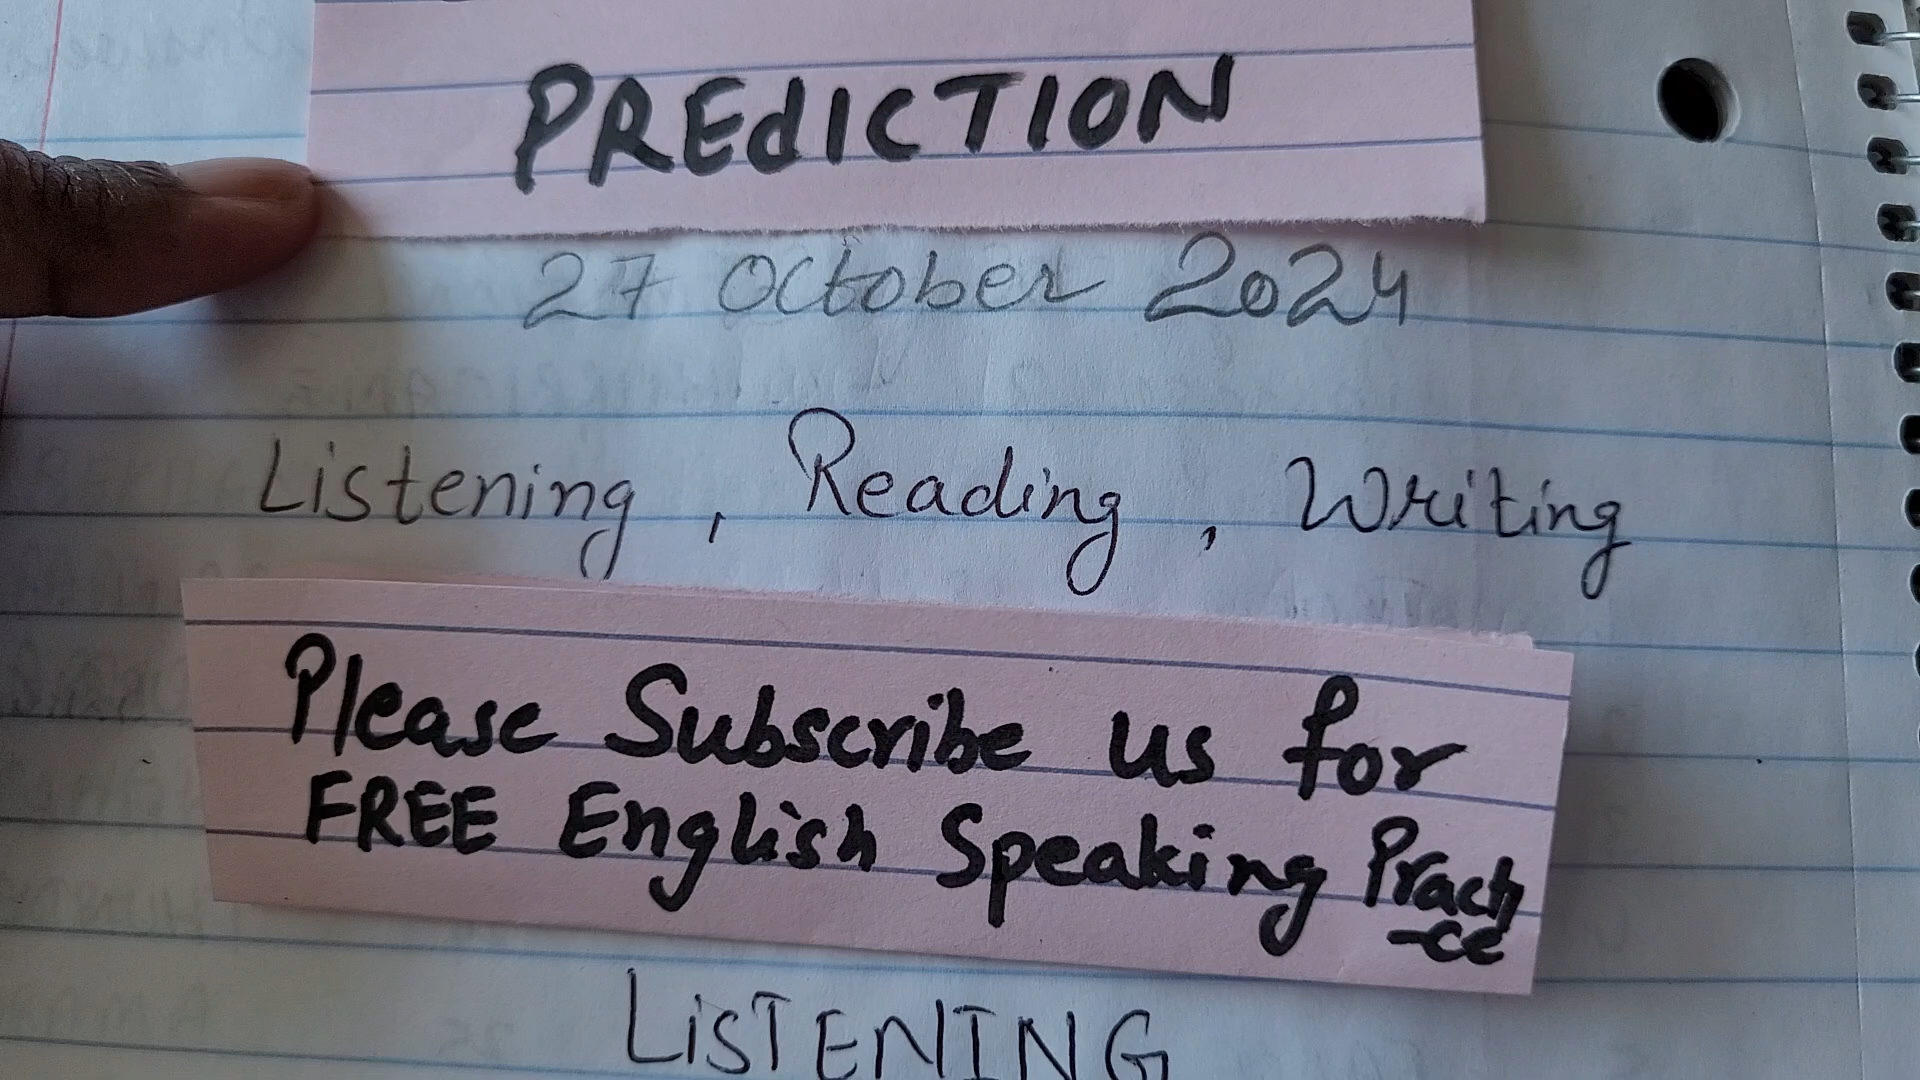 PREdICTION
27 October 2024
Listening, Reading, Writing
Please Subscribe us for
FREE English Speaking Practi
-ce
LiSTENING